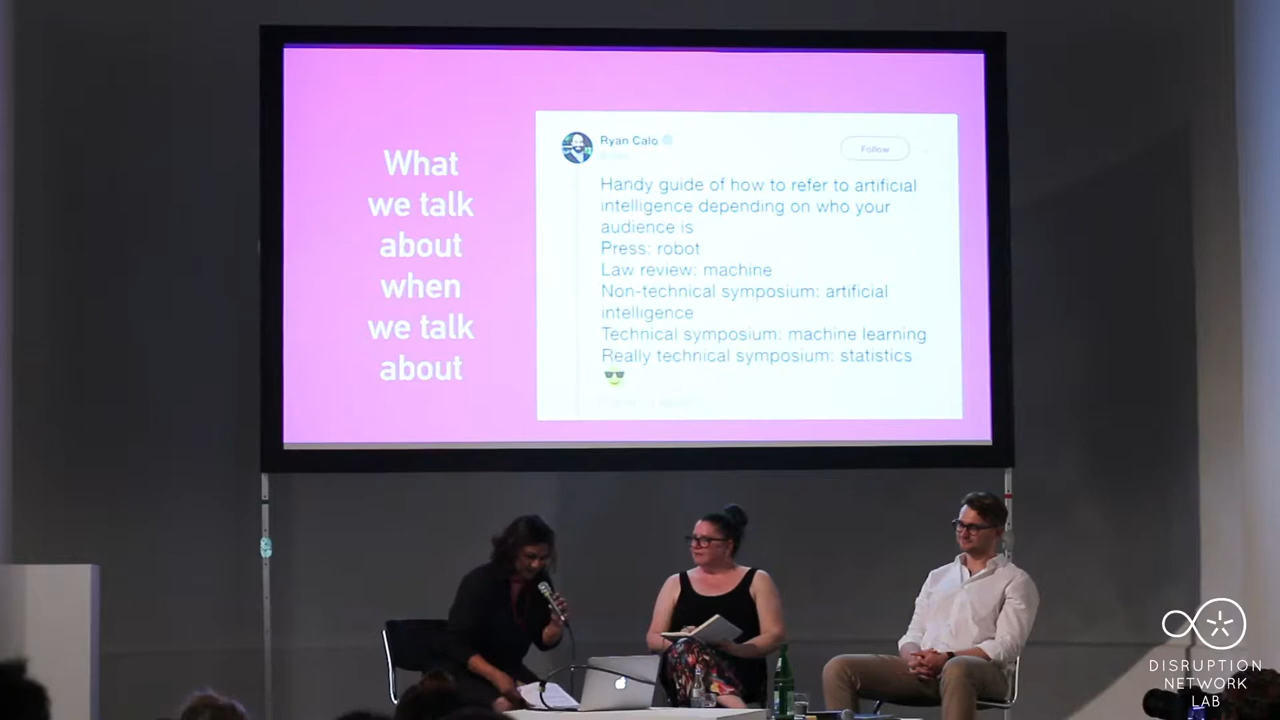 What
we talk
about
when
we talk
about
Ryan Calo
Follow
Handy guide of how to refer to artificial
intelligence depending on who your
audience is
Press: robot
Law review: machine
Non-technical symposium: artificial
intelligence
Technical symposium: machine learning
Really technical symposium: statistics
😎
DISRUPTION
NETWORK
LAB